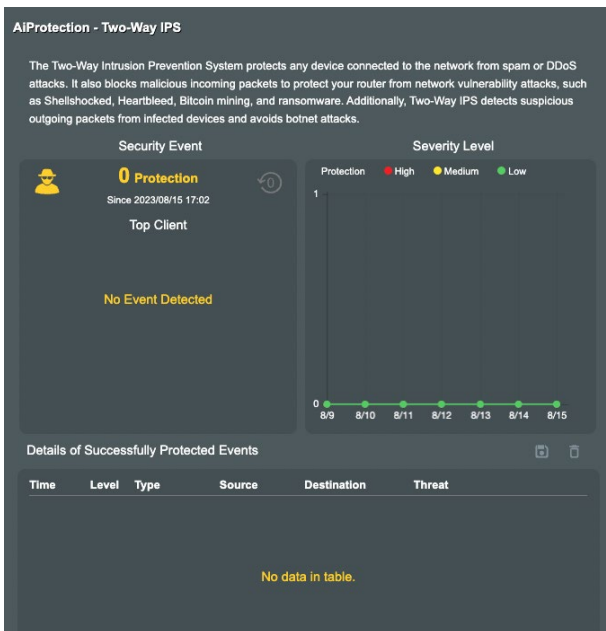 AiProtection - Two-Way IPS
The Two-Way Intrusion Prevention System protects any device connected to the network from spam or DDoS
attacks. It also blocks malicious incoming packets to protect your router from network vulnerability attacks, such
as Shellshocked, Heartbleed, Bitcoin mining, and ransomware. Additionally, Two-Way IPS detects suspicious
outgoing packets from infected devices and avoids botnet attacks.
Security Event
0 Protection
0
Since 2023/08/15 17:02
Top Client
No Event Detected
Severity Level
Protection High Medium Low
1
0
8/9 8/10 8/11 8/12 8/13 8/14 8/15
Details of Successfully Protected Events
Time Level Type Source Destination Threat
No data in table.